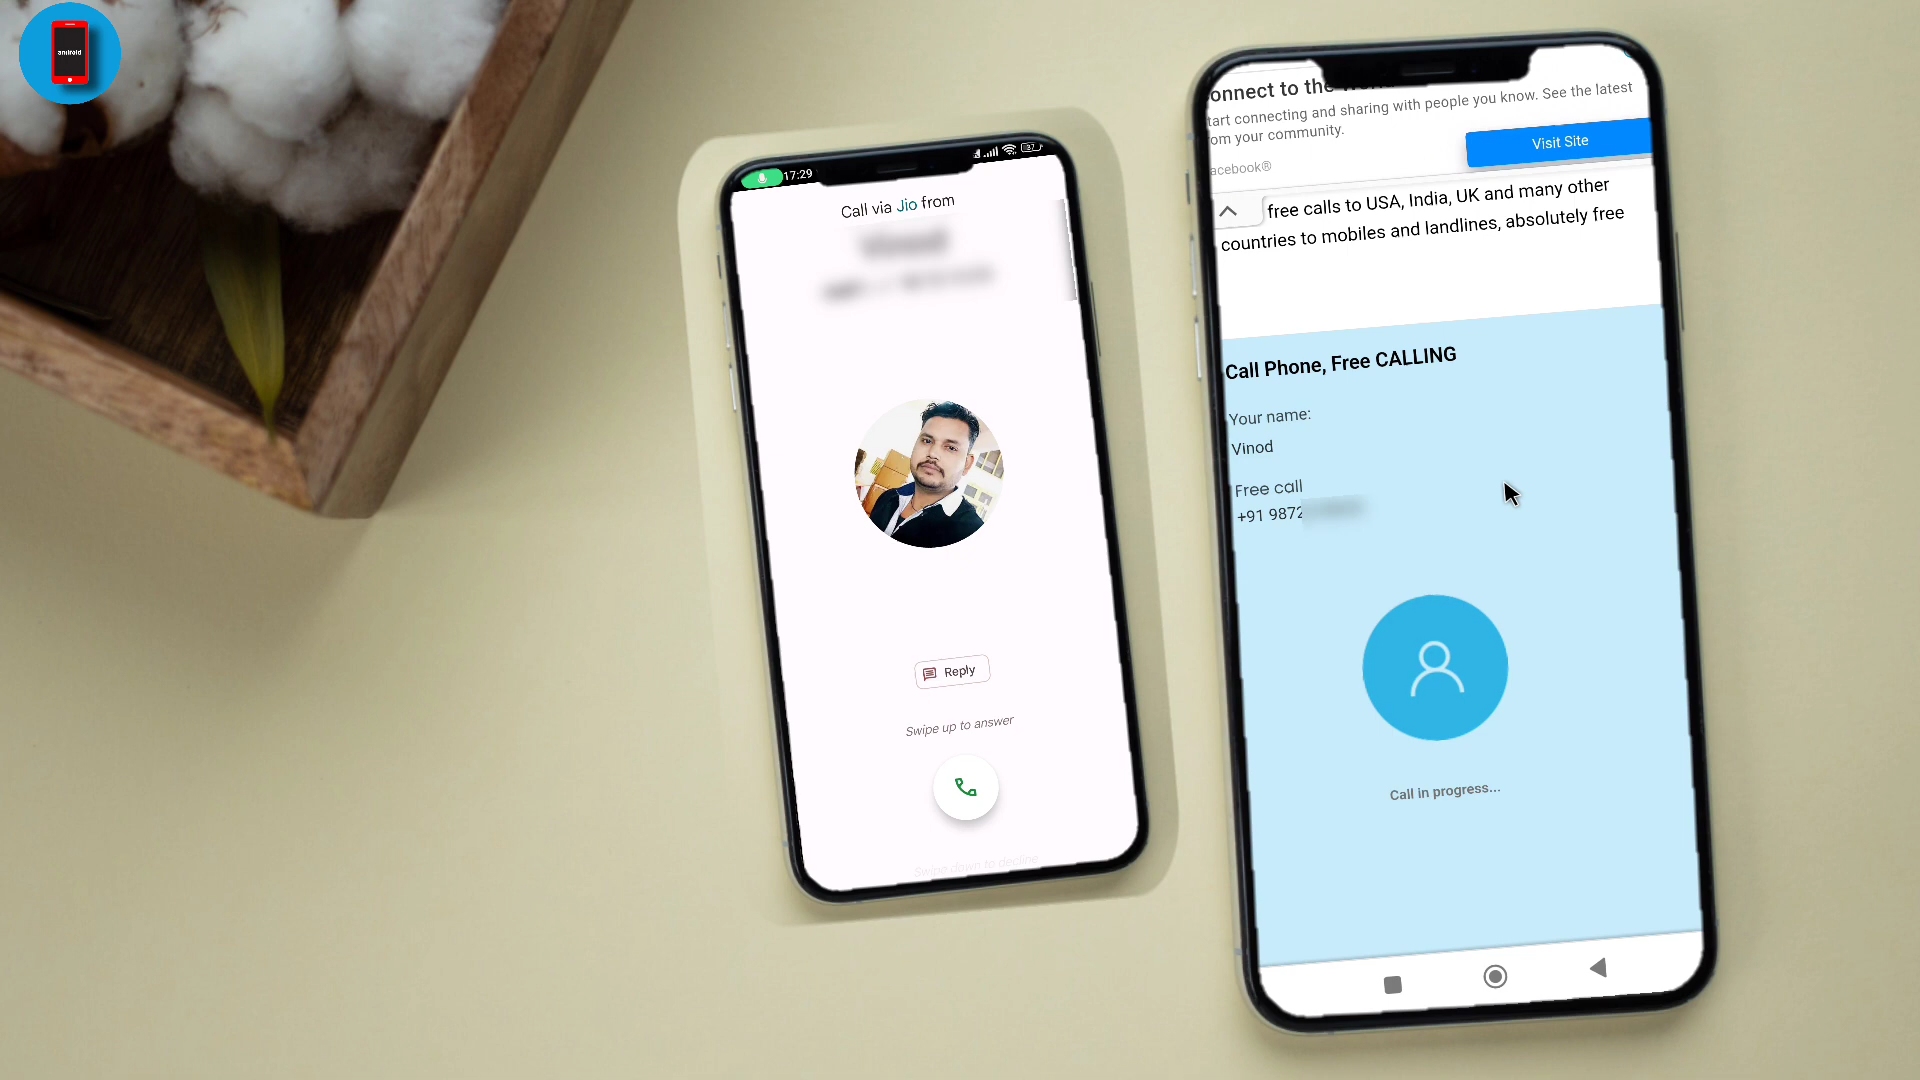 android
17:29
37
Call via Jio from
Vinod
Reply
Swipe up to answer
Swipe down to decline
onnect to the
tart connecting and sharing with people you know. See the latest
om your community.
acebook®
Visit Site
free calls to USA, India, UK and many other
countries to mobiles and landlines, absolutely free
Call Phone, Free CALLING
Your name:
Vinod
Free call
+91 9872
Call in progress...